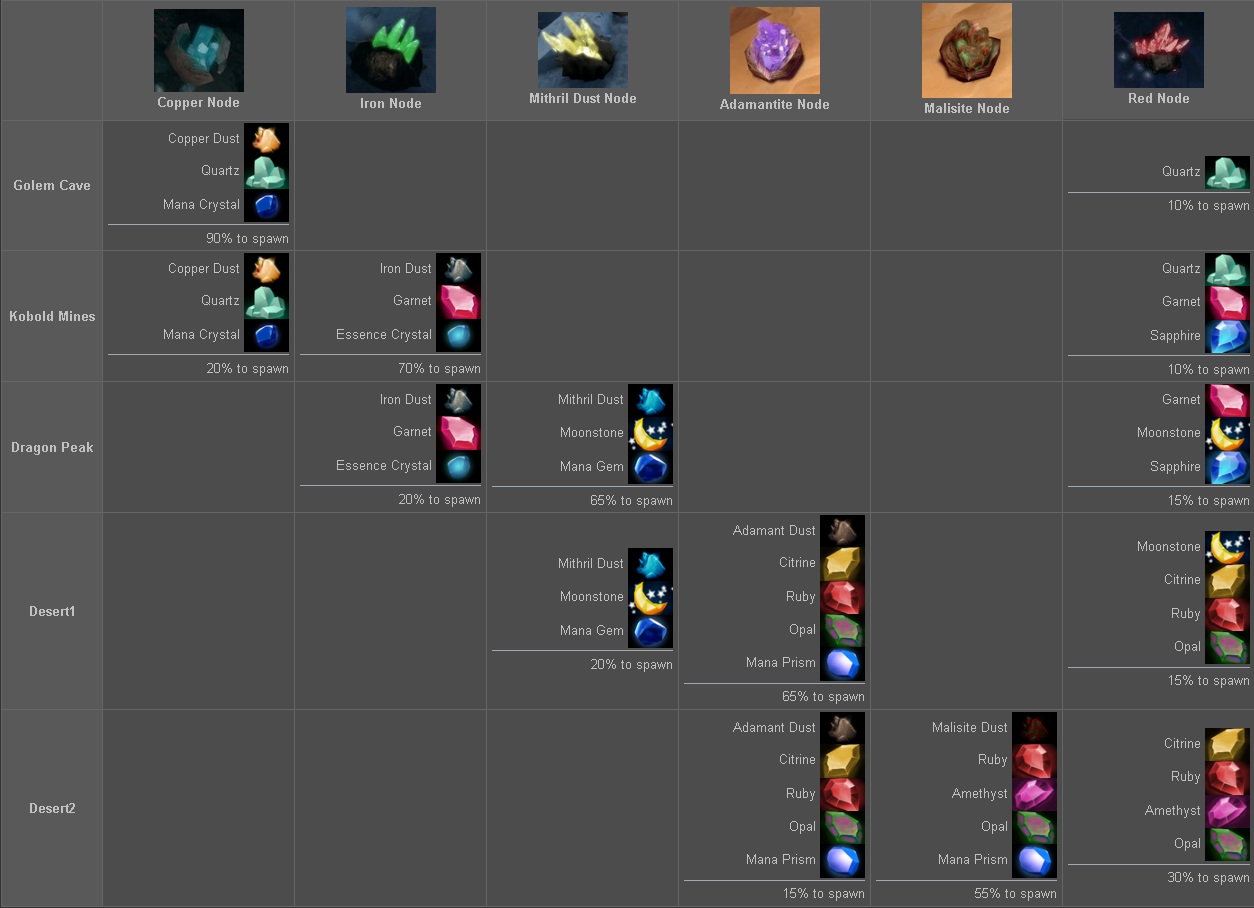 Copper Node
Iron Node
Mithril Dust Node
Adamantite Node
Malisite Node
Red Node
Golem Cave
Copper Dust
Quartz
Mana Crystal
90% to spawn
Quartz
10% to spawn
Kobold Mines
Copper Dust
Quartz
Mana Crystal
20% to spawn
Iron Dust
Garnet
Essence Crystal
70% to spawn
Quartz
Garnet
Sapphire
10% to spawn
Dragon Peak
Iron Dust
Garnet
Essence Crystal
20% to spawn
Mithril Dust
Moonstone
Mana Gem
65% to spawn
Garnet
Moonstone
Sapphire
15% to spawn
Desert1
Mithril Dust
Moonstone
Mana Gem
20% to spawn
Adamant Dust
Citrine
Ruby
Opal
Mana Prism
65% to spawn
Moonstone
Citrine
Ruby
Opal
15% to spawn
Desert2
Adamant Dust
Citrine
Ruby
Opal
Mana Prism
15% to spawn
Malisite Dust
Ruby
Amethyst
Opal
Mana Prism
55% to spawn
Citrine
Ruby
Amethyst
Opal
30% to spawn